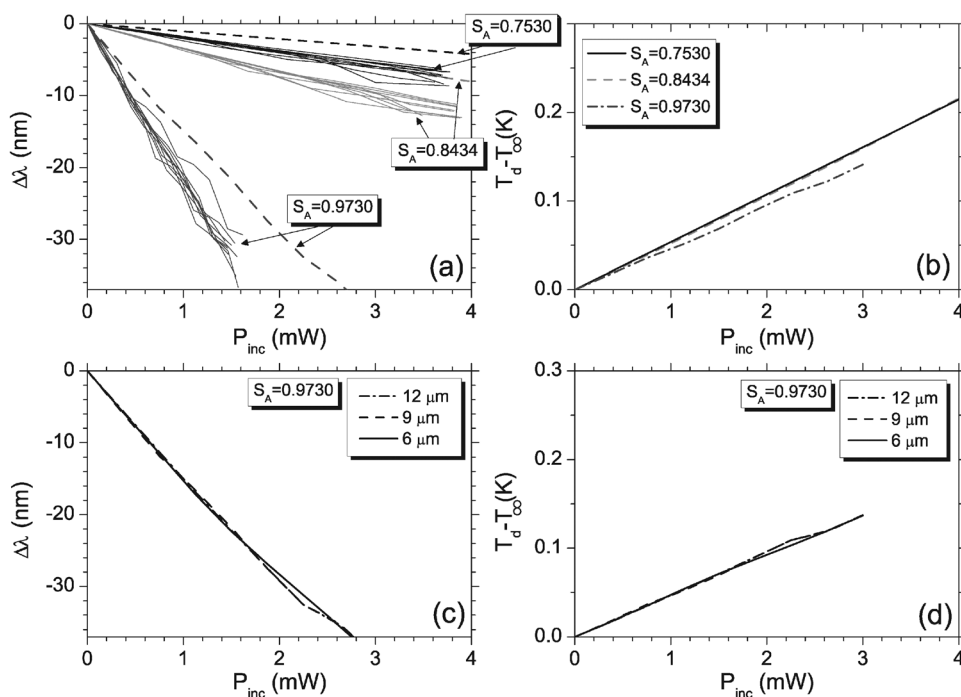 0
-10
-20
-30
Δλ (nm)
0 1 2 3 4
P_inc (mW)
S_A=0.7530
S_A=0.8434
S_A=0.9730
(a)
0.2
0.1
0.0
T_d-T_∞(K)
0 1 2 3 4
P_inc (mW)
S_A=0.7530
S_A=0.8434
S_A=0.9730
(b)
0
-10
-20
-30
Δλ (nm)
0 1 2 3 4
P_inc (mW)
S_A=0.9730
12 μm
9 μm
6 μm
(c)
0.3
0.2
0.1
0.0
T_d-T_∞(K)
0 1 2 3 4
P_inc (mW)
S_A=0.9730
12 μm
9 μm
6 μm
(d)